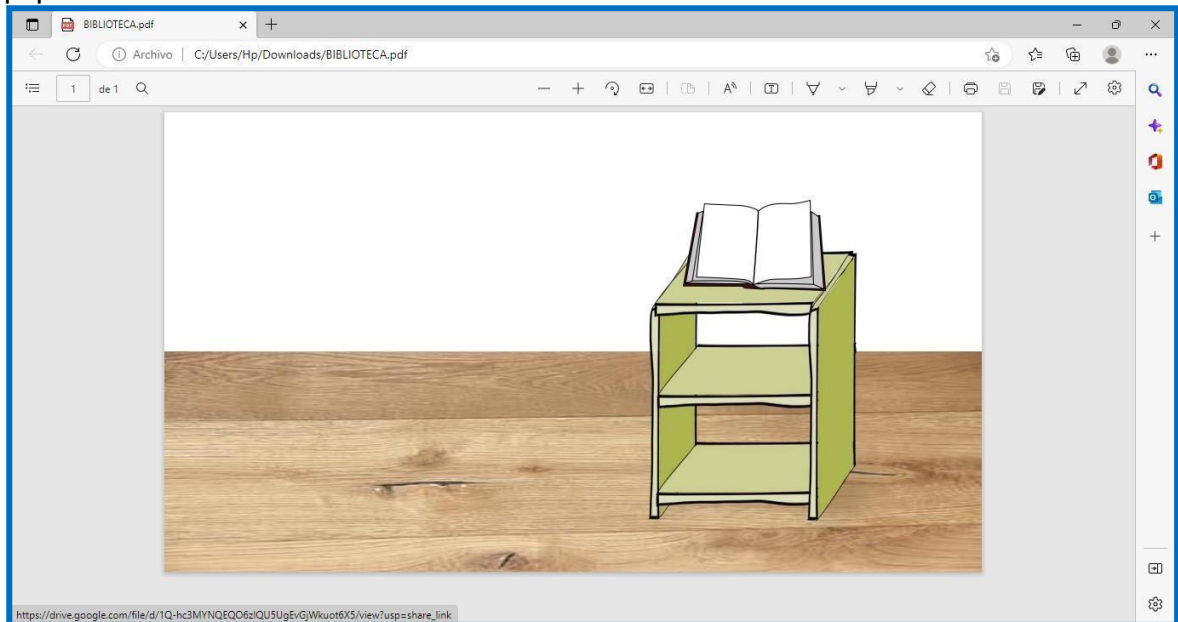 BIBLIOTECA.pdf
Archivo | C:/Users/Hp/Downloads/BIBLIOTECA.pdf
1 de 1
https://drive.google.com/file/d/1Q-hc3MYNQEQO6zlQU5UgEvGjWkuot6X5/view?usp=share_link